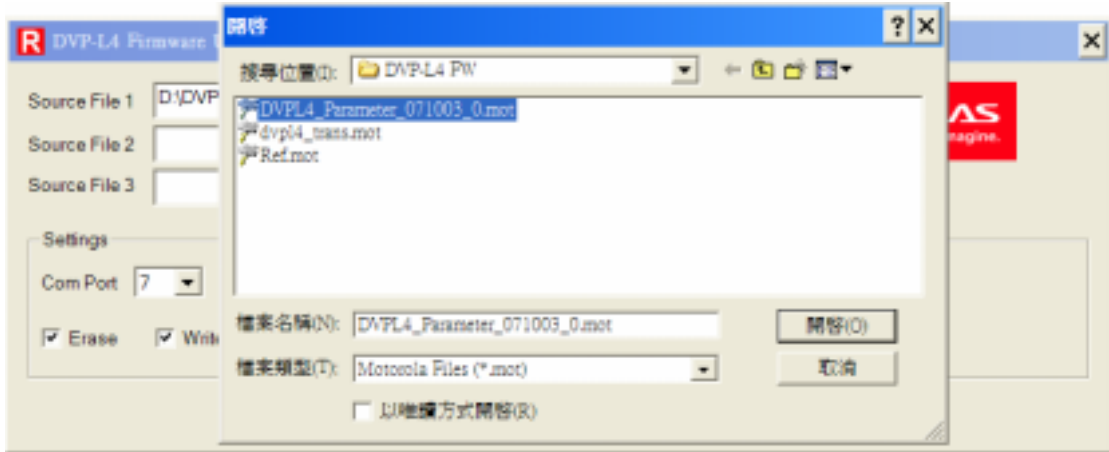 DVP-L4 Firmware
開啓
搜尋位置(I): DVP-L4 FW
Source File 1 D:\DVP
Source File 2
Source File 3
DVPL4_Parameter_071003_0.mot
dvpl4_trans.mot
Ref.mot
AS
magine.
Settings
Com Port 7
Erase
檔案名稱(N): DVPL4_Parameter_071003_0.mot 開啓(O)
檔案類型(T): Motorola Files (*.mot) 取消
以唯讀方式開啓(R)